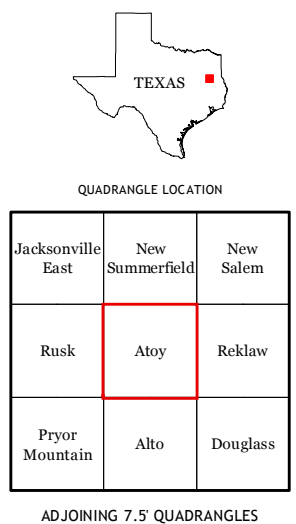 TEXAS
QUADRANGLE LOCATION
Jacksonville East
New Summerfield
New Salem
Rusk
Atoy
Reklaw
Pryor Mountain
Alto
Douglass
ADJOINING 7.5' QUADRANGLES